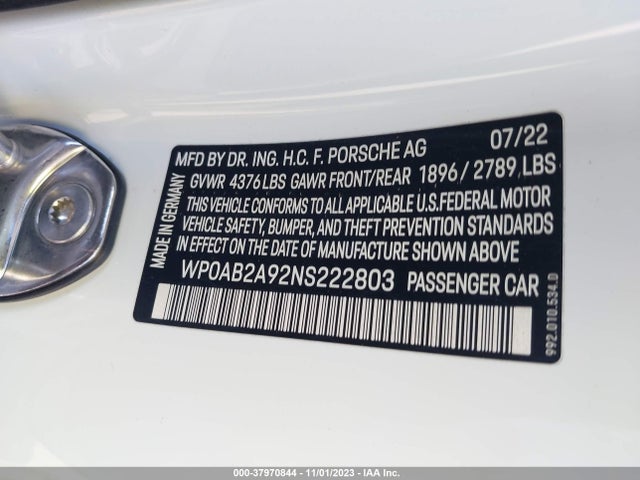 MFD BY DR. ING. H.C. F. PORSCHE AG 07/22
GVWR 4376 LBS GAWR FRONT/REAR 1896/2789 LBS
THIS VEHICLE CONFORMS TO ALL APPLICABLE U.S. FEDERAL MOTOR
VEHICLE SAFETY, BUMPER, AND THEFT PREVENTION STANDARDS
IN EFFECT ON THE DATE OF MANUFACTURE SHOWN ABOVE.
WP0AB2A92NS222803 PASSENGER CAR
MADE IN GERMANY
992.010.534.D
000-37970844 | 11/01/2023 | IAA Inc.